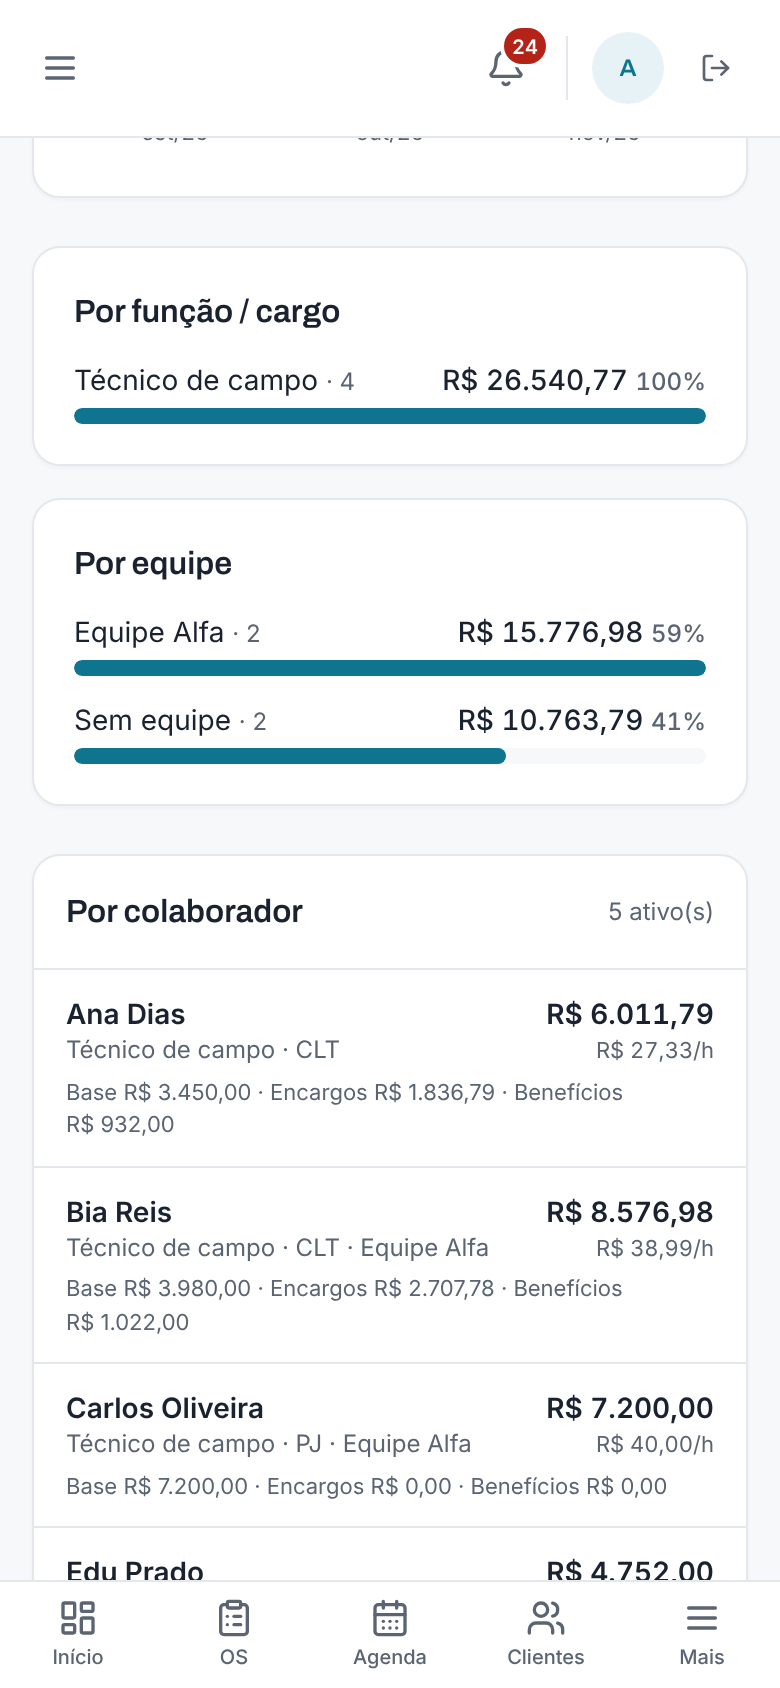 24
A
Por função / cargo
Técnico de campo · 4 R$ 26.540,77 100%
Por equipe
Equipe Alfa · 2 R$ 15.776,98 59%
Sem equipe · 2 R$ 10.763,79 41%
Por colaborador 5 ativo(s)
Ana Dias R$ 6.011,79
Técnico de campo · CLT R$ 27,33/h
Base R$ 3.450,00 · Encargos R$ 1.836,79 · Benefícios
R$ 932,00
Bia Reis R$ 8.576,98
Técnico de campo · CLT · Equipe Alfa R$ 38,99/h
Base R$ 3.980,00 · Encargos R$ 2.707,78 · Benefícios
R$ 1.022,00
Carlos Oliveira R$ 7.200,00
Técnico de campo · PJ · Equipe Alfa R$ 40,00/h
Base R$ 7.200,00 · Encargos R$ 0,00 · Benefícios R$ 0,00
Edu Prado R$ 4.752,00
Início OS Agenda Clientes Mais